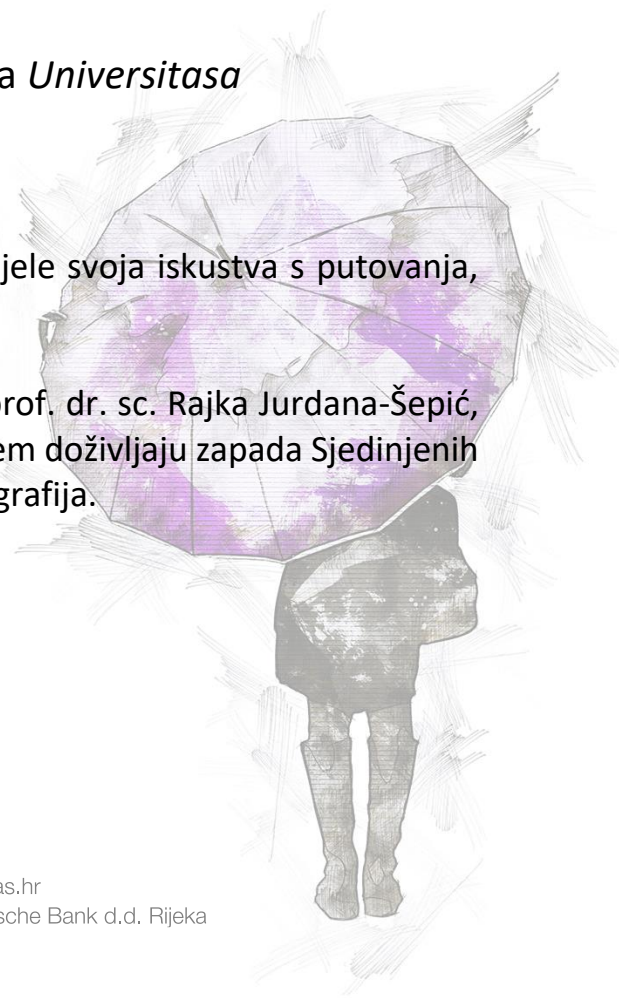 a Universitasa
jele svoja iskustva s putovanja,
prof. dr. sc. Rajka Jurdana-Šepić,
em doživljaju zapada Sjedinjenih
grafija.
as.hr
sche Bank d.d. Rijeka